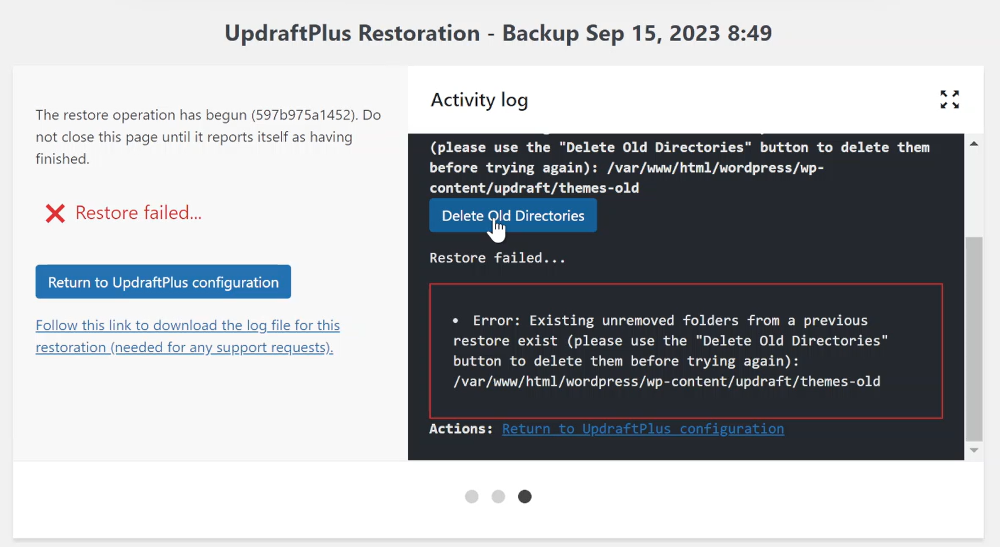 UpdraftPlus Restoration - Backup Sep 15, 2023 8:49
The restore operation has begun (597b975a1452). Do
not close this page until it reports itself as having
finished.
Restore failed...
Return to UpdraftPlus configuration
Follow this link to download the log file for this
restoration (needed for any support requests).
Activity log
(please use the "Delete Old Directories" button to delete them
before trying again): /var/www/html/wordpress/wp-
content/updraft/themes-old
Delete Old Directories
Restore failed...
• Error: Existing unremoved folders from a previous
restore exist (please use the "Delete Old Directories"
button to delete them before trying again):
/var/www/html/wordpress/wp-content/updraft/themes-old
Actions: Return to UpdraftPlus configuration